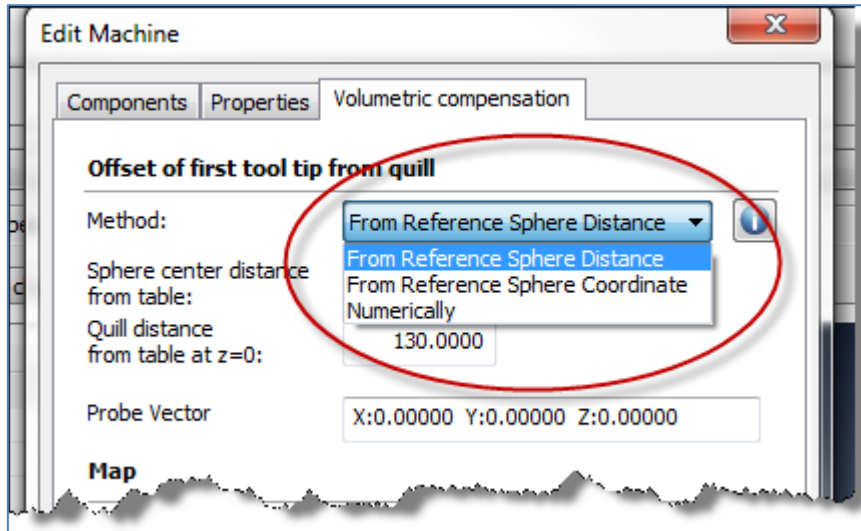 Edit Machine
Components Properties Volumetric compensation
Offset of first tool tip from quill
Method: From Reference Sphere Distance
From Reference Sphere Distance
Sphere center distance
from table:
From Reference Sphere Coordinate
Numerically
Quill distance
from table at z=0:
130.0000
Probe Vector X:0.00000 Y:0.00000 Z:0.00000
Map